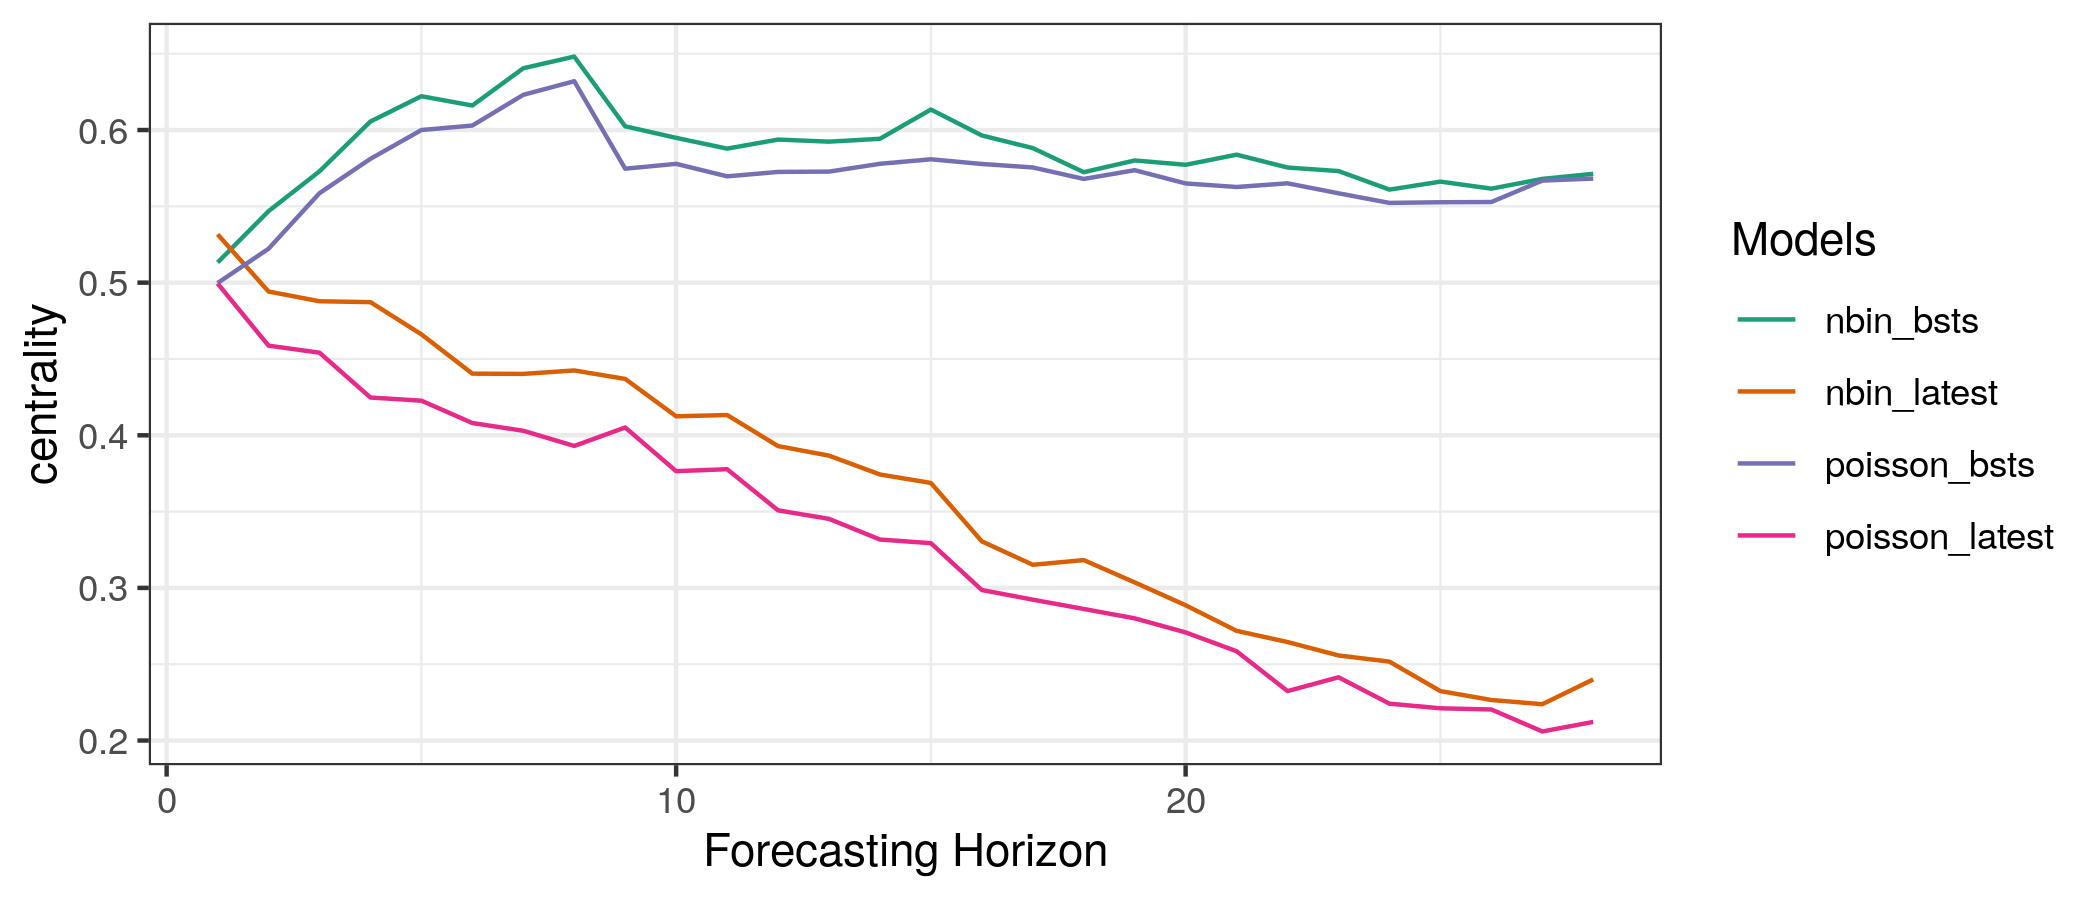 centrality
0.6
0.5
0.4
0.3
0.2
0
10
20
Forecasting Horizon
Models
nbin_bsts
nbin_latest
poisson_bsts
poisson_latest